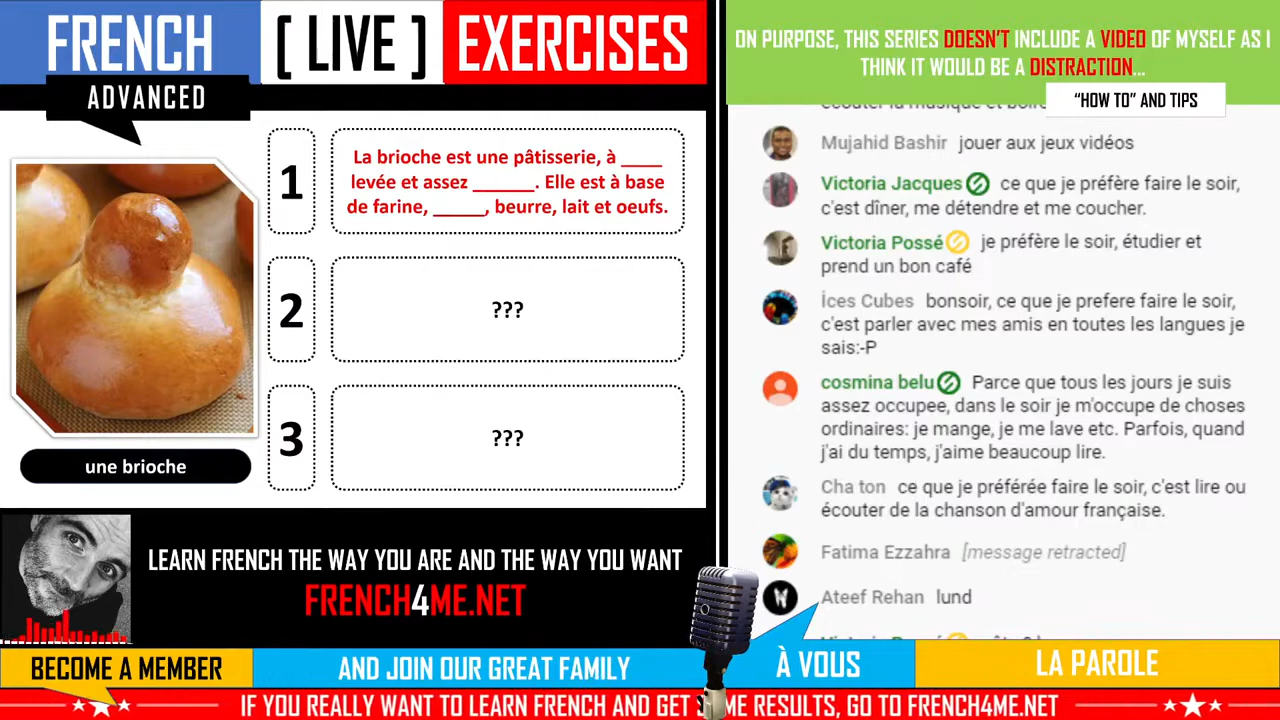 FRENCH
[ LIVE ]
EXERCISES
ADVANCED
1
La brioche est une pâtisserie, à ____
levée et assez ______. Elle est à base
de farine, _____, beurre, lait et oeufs.
2
???
3
???
une brioche
LEARN FRENCH THE WAY YOU ARE AND THE WAY YOU WANT
FRENCH4ME.NET
ON PURPOSE, THIS SERIES DOESN'T INCLUDE A VIDEO OF MYSELF AS I
THINK IT WOULD BE A DISTRACTION...
"HOW TO" AND TIPS
écouter la musique et boire
Mujahid Bashir jouer aux jeux vidéos
Victoria Jacques ce que je préfère faire le soir,
c'est dîner, me détendre et me coucher.
Victoria Possé je préfère le soir, étudier et
prend un bon café
İces Cubes bonsoir, ce que je prefere faire le soir,
c'est parler avec mes amis en toutes les langues je
sais:-P
cosmina belu Parce que tous les jours je suis
assez occupee, dans le soir je m'occupe de choses
ordinaires: je mange, je me lave etc. Parfois, quand
j'ai du temps, j'aime beaucoup lire.
Cha ton ce que je préférée faire le soir, c'est lire ou
écouter de la chanson d'amour française.
Fatima Ezzahra [message retracted]
Ateef Rehan lund
BECOME A MEMBER
AND JOIN OUR GREAT FAMILY
À VOUS
LA PAROLE
IF YOU REALLY WANT TO LEARN FRENCH AND GET SOME RESULTS, GO TO FRENCH4ME.NET